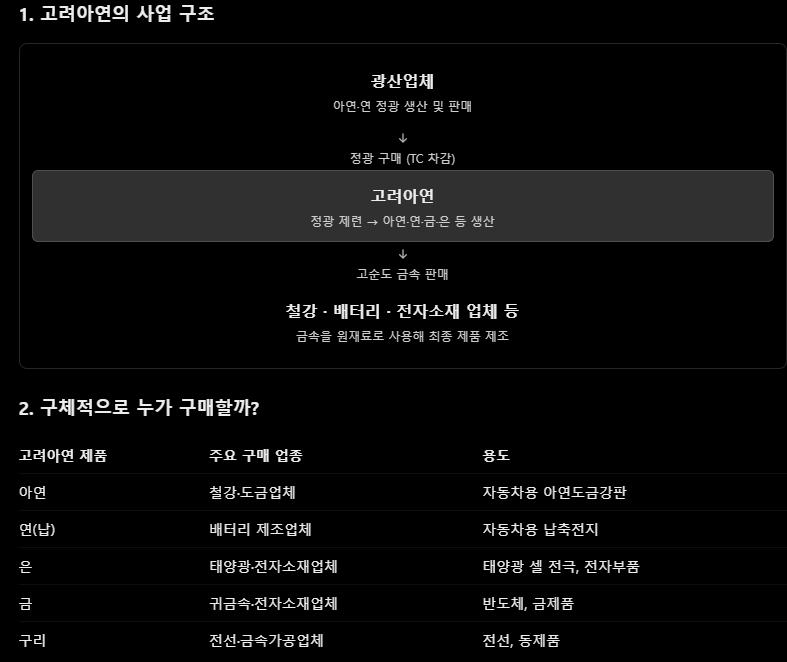 1. 고려아연의 사업 구조
광산업체
아연·연 정광 생산 및 판매
↓
정광 구매 (TC 차감)
고려아연
정광 제련 → 아연·연·금·은 등 생산
↓
고순도 금속 판매
철강 · 배터리 · 전자소재 업체 등
금속을 원재료로 사용해 최종 제품 제조
2. 구체적으로 누가 구매할까?
고려아연 제품 주요 구매 업종 용도
아연 철강·도금업체 자동차용 아연도금강판
연(납) 배터리 제조업체 자동차용 납축전지
은 태양광·전자소재업체 태양광 셀 전극, 전자부품
금 귀금속·전자소재업체 반도체, 금제품
구리 전선·금속가공업체 전선, 동제품